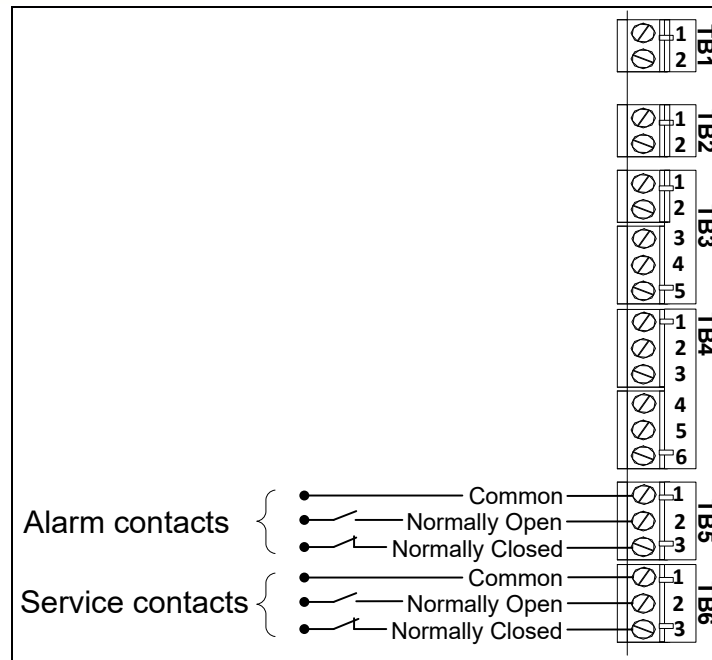 1
2
TB1
1
2
TB2
1
2
3
4
5
TB3
1
2
3
4
5
6
TB4
Alarm contacts
Common 1
Normally Open 2
Normally Closed 3
TB5
Service contacts
Common 1
Normally Open 2
Normally Closed 3
TB6